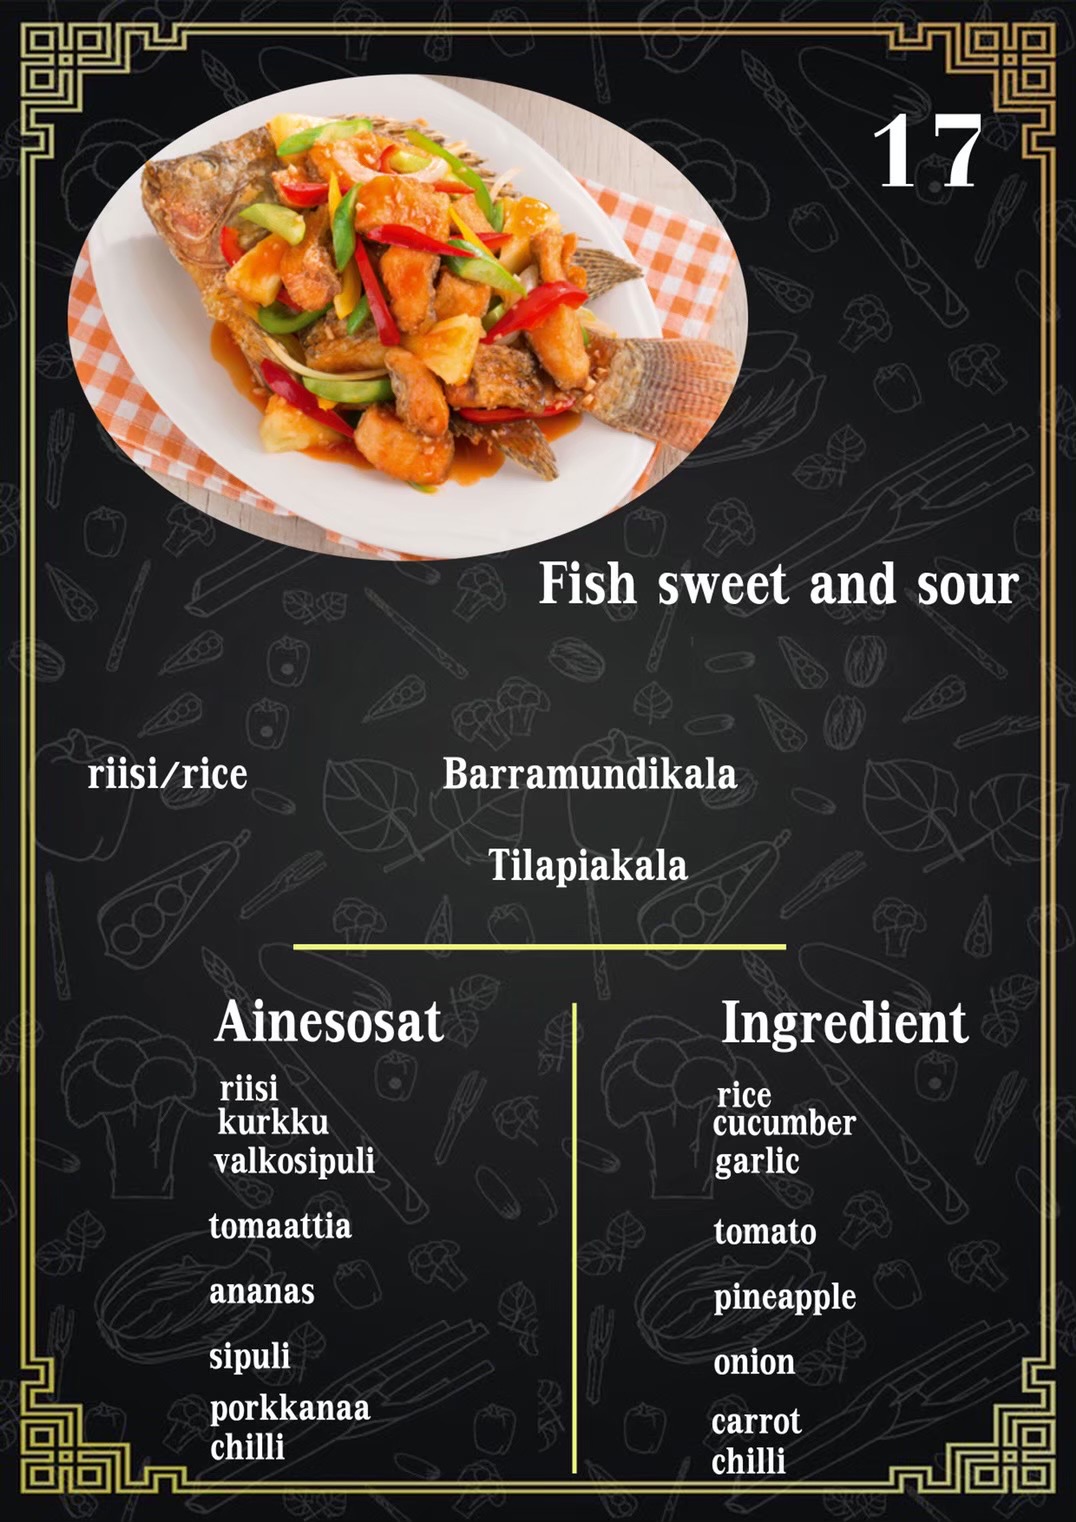 17
Fish sweet and sour
riisi/rice
Barramundikala
Tilapiakala
Ainesosat
riisi
kurkku
valkosipuli
tomaattia
ananas
sipuli
porkkanaa
chilli
Ingredient
rice
cucumber
garlic
tomato
pineapple
onion
carrot
chilli